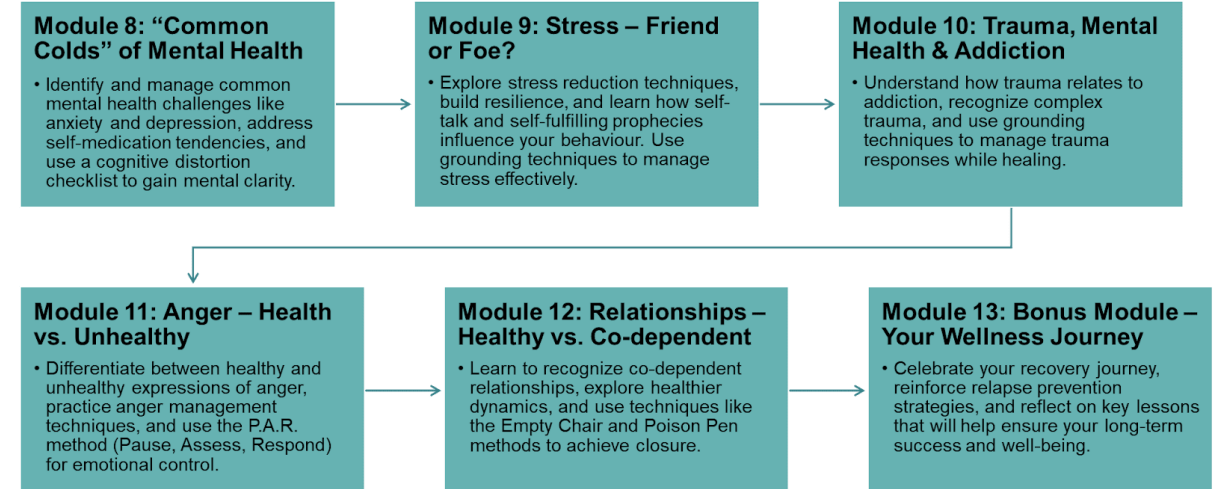 Module 8: “Common
Colds” of Mental Health
• Identify and manage common
mental health challenges like
anxiety and depression, address
self-medication tendencies, and
use a cognitive distortion
checklist to gain mental clarity.
Module 9: Stress – Friend
or Foe?
• Explore stress reduction techniques,
build resilience, and learn how self-
talk and self-fulfilling prophecies
influence your behaviour. Use
grounding techniques to manage
stress effectively.
Module 10: Trauma, Mental
Health & Addiction
• Understand how trauma relates to
addiction, recognize complex
trauma, and use grounding
techniques to manage trauma
responses while healing.
Module 11: Anger – Health
vs. Unhealthy
• Differentiate between healthy and
unhealthy expressions of anger,
practice anger management
techniques, and use the P.A.R.
method (Pause, Assess, Respond)
for emotional control.
Module 12: Relationships –
Healthy vs. Co-dependent
• Learn to recognize co-dependent
relationships, explore healthier
dynamics, and use techniques like
the Empty Chair and Poison Pen
methods to achieve closure.
Module 13: Bonus Module –
Your Wellness Journey
• Celebrate your recovery journey,
reinforce relapse prevention
strategies, and reflect on key lessons
that will help ensure your long-term
success and well-being.